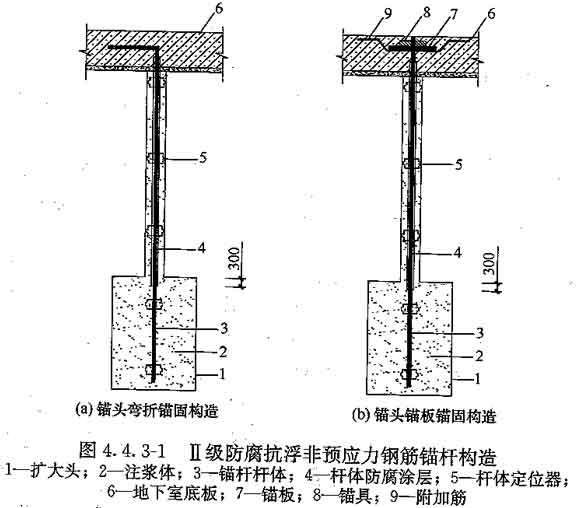 6
5
4
300
3
2
1
(a) 锚头弯折锚固构造
9 8 7 6
5
4
300
3
2
1
(b) 锚头锚板锚固构造
图 4.4.3-1 Ⅱ级防腐抗浮非预应力钢筋锚杆构造
1—扩大头；2—注浆体；3—锚杆杆体；4—杆体防腐涂层；5—杆体定位器；
6—地下室底板；7—锚板；8—锚具；9—附加筋